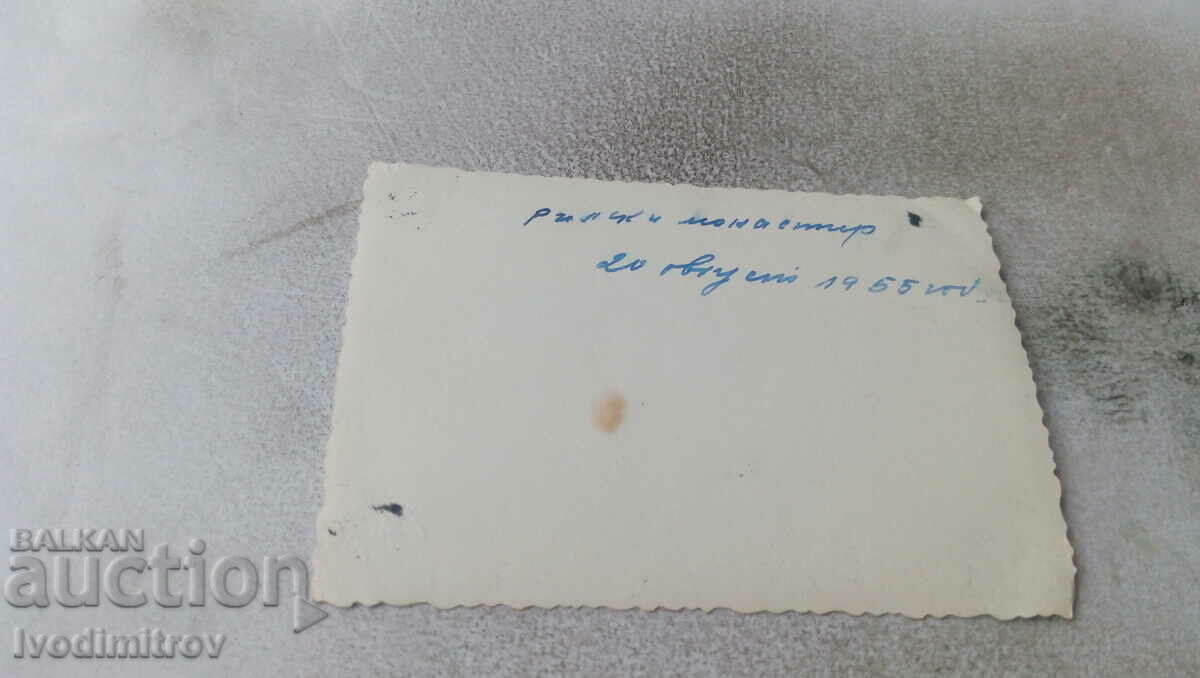 Рилски монастир
20 август 1955 год.
BALKAN
auction
Ivodimitrov